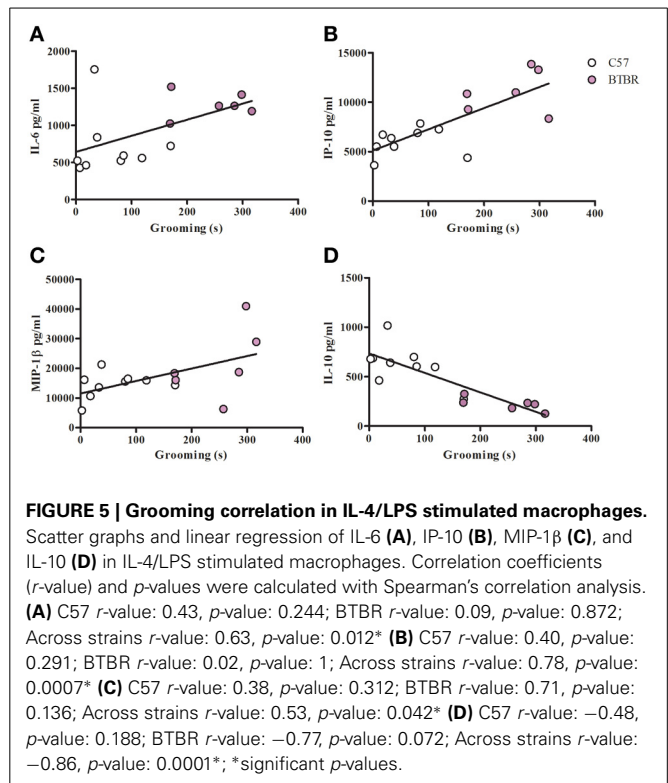 A
2000
1500
1000
500
0
IL-6 pg/ml
0 100 200 300 400
Grooming (s)
B
15000
10000
5000
0
IP-10 pg/ml
0 100 200 300 400
Grooming (s)
C57
BTBR
C
50000
40000
30000
20000
10000
0
MIP-1β pg/ml
0 100 200 300 400
Grooming (s)
D
1500
1000
500
0
IL-10 pg/ml
0 100 200 300 400
Grooming (s)
FIGURE 5 | Grooming correlation in IL-4/LPS stimulated macrophages.
Scatter graphs and linear regression of IL-6 (A), IP-10 (B), MIP-1β (C), and
IL-10 (D) in IL-4/LPS stimulated macrophages. Correlation coefficients
(r-value) and p-values were calculated with Spearman's correlation analysis.
(A) C57 r-value: 0.43, p-value: 0.244; BTBR r-value: 0.09, p-value: 0.872;
Across strains r-value: 0.63, p-value: 0.012* (B) C57 r-value: 0.40, p-value:
0.291; BTBR r-value: 0.02, p-value: 1; Across strains r-value: 0.78, p-value:
0.0007* (C) C57 r-value: 0.38, p-value: 0.312; BTBR r-value: 0.71, p-value:
0.136; Across strains r-value: 0.53, p-value: 0.042* (D) C57 r-value: −0.48,
p-value: 0.188; BTBR r-value: −0.77, p-value: 0.072; Across strains r-value:
−0.86, p-value: 0.0001*; *significant p-values.